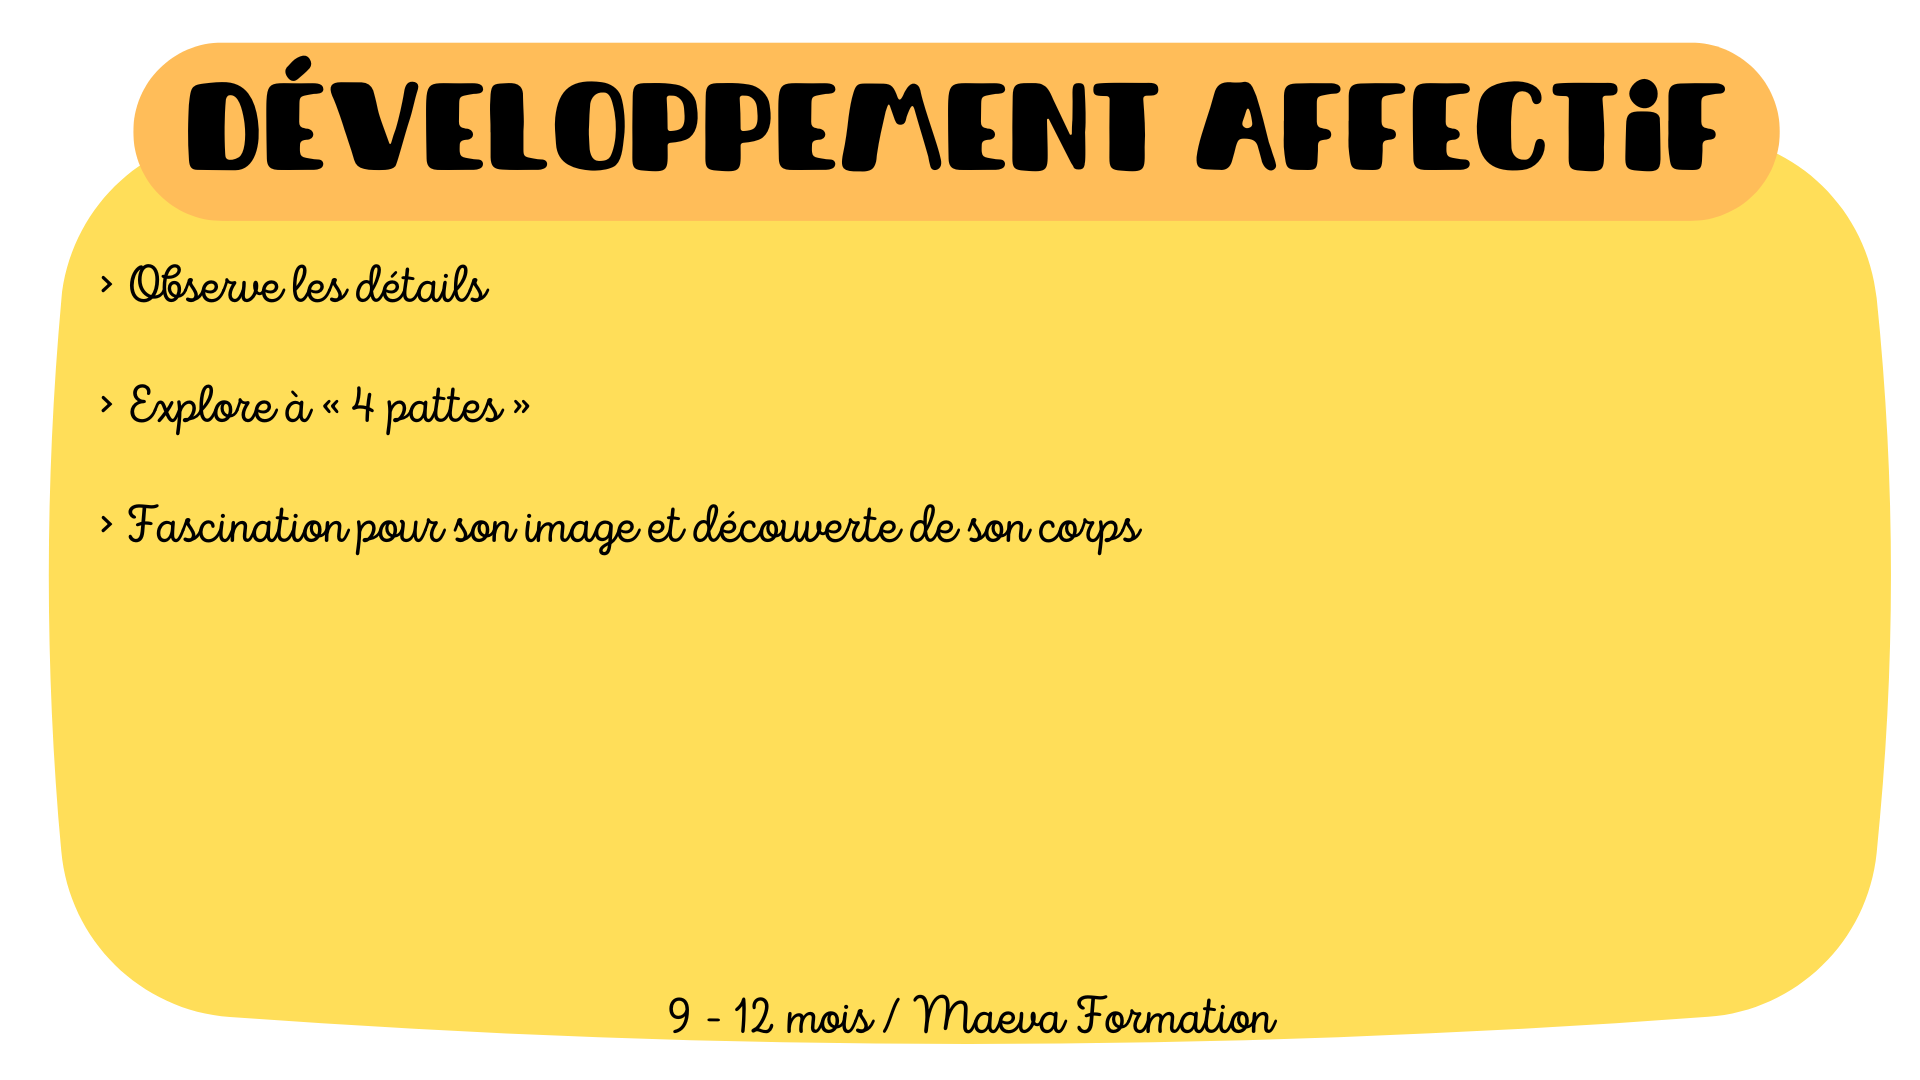 DÉVELOPPEMENT AFFECTiF
> Observe les détails
> Explore à « 4 pattes »
> Fascination pour son image et découverte de son corps
9 - 12 mois / Maeva Formation